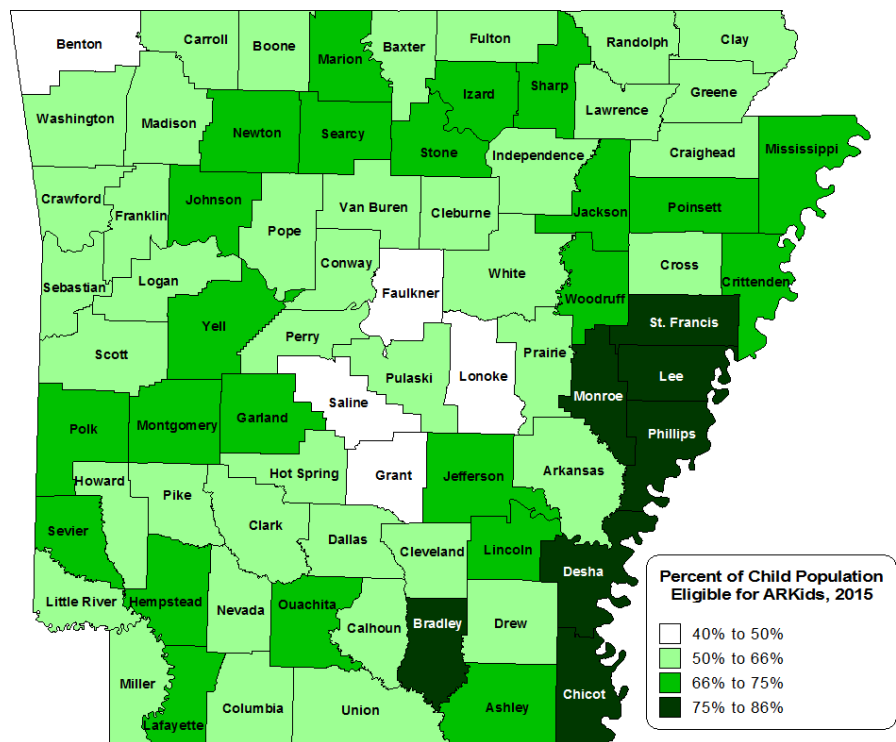 Benton
Carroll
Boone
Marion
Baxter
Fulton
Randolph
Clay
Washington
Madison
Newton
Searcy
Stone
Izard
Sharp
Lawrence
Greene
Independence
Craighead
Mississippi
Crawford
Franklin
Johnson
Pope
Van Buren
Cleburne
Jackson
Poinsett
Sebastian
Logan
Conway
Faulkner
White
Woodruff
Cross
Crittenden
Scott
Yell
Perry
Pulaski
Lonoke
Prairie
St. Francis
Monroe
Lee
Phillips
Polk
Montgomery
Garland
Saline
Hot Spring
Grant
Jefferson
Arkansas
Howard
Pike
Clark
Dallas
Cleveland
Lincoln
Desha
Sevier
Little River
Hempstead
Nevada
Ouachita
Calhoun
Bradley
Drew
Chicot
Miller
Lafayette
Columbia
Union
Ashley
Percent of Child Population
Eligible for ARKids, 2015
40% to 50%
50% to 66%
66% to 75%
75% to 86%